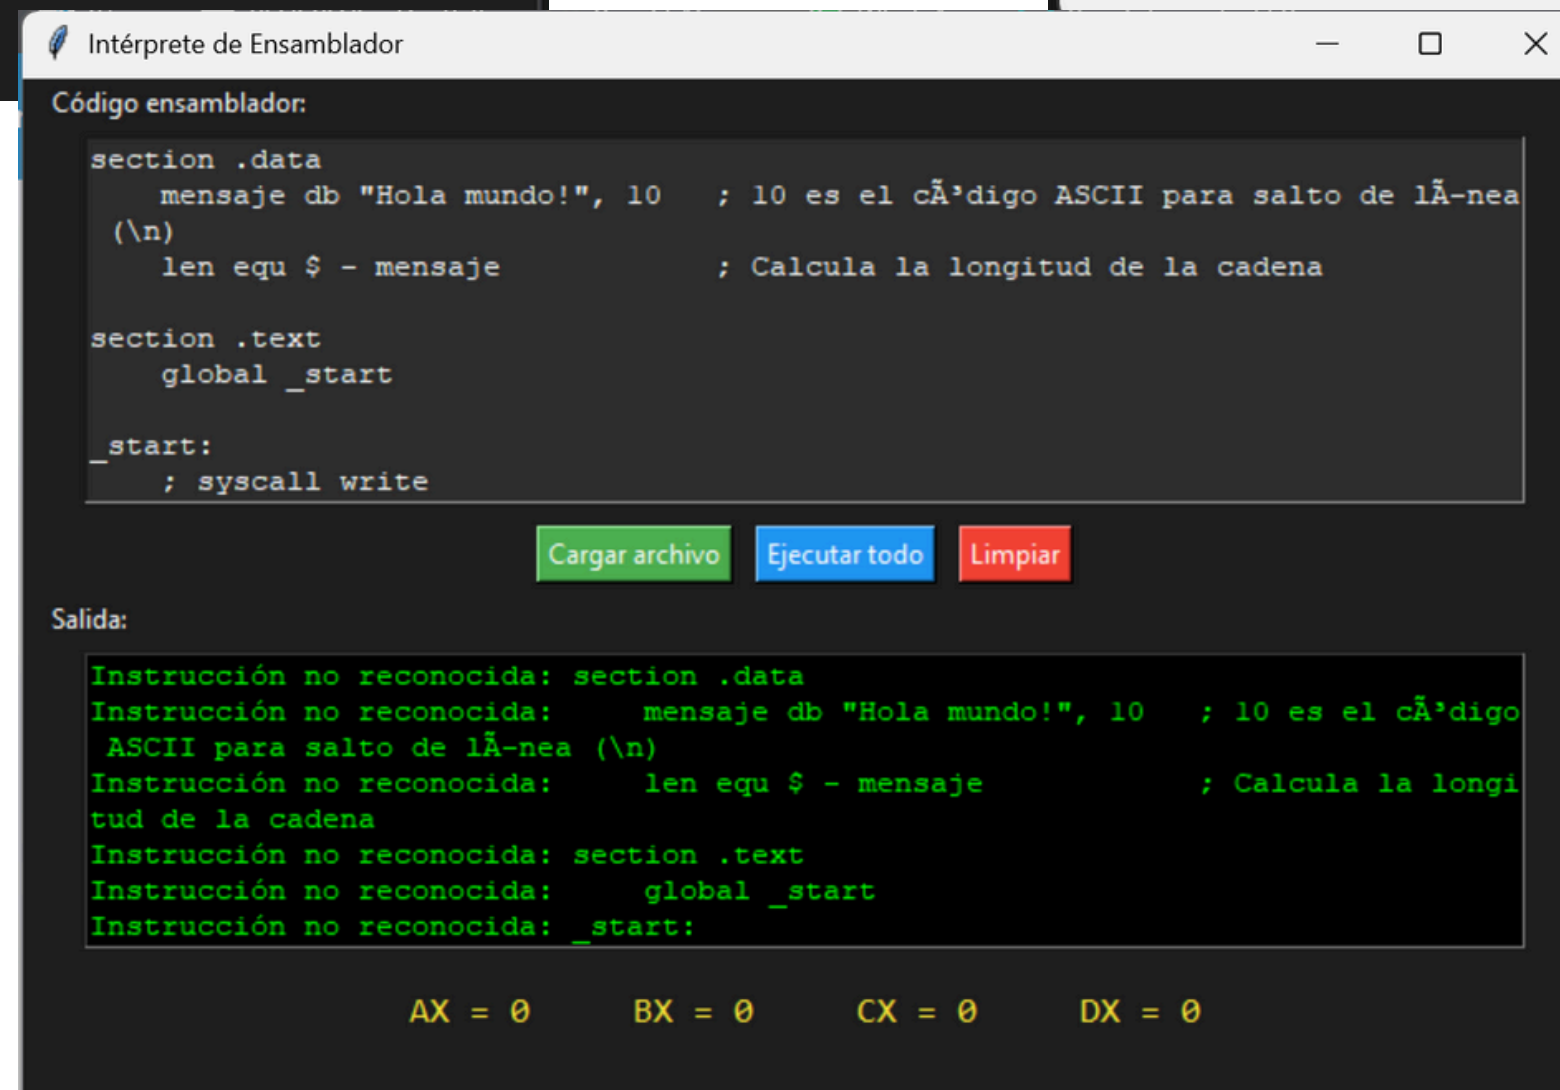 Intérprete de Ensamblador
Código ensamblador:
section .data
    mensaje db "Hola mundo!", 10   ; 10 es el cÃ³digo ASCII para salto de lÃ-nea
 (\n)
    len equ $ - mensaje            ; Calcula la longitud de la cadena
section .text
    global _start
_start:
    ; syscall write
Cargar archivo Ejecutar todo Limpiar
Salida:
Instrucción no reconocida: section .data
Instrucción no reconocida:     mensaje db "Hola mundo!", 10   ; 10 es el cÃ³digo
 ASCII para salto de lÃ-nea (\n)
Instrucción no reconocida:     len equ $ - mensaje            ; Calcula la longi
tud de la cadena
Instrucción no reconocida: section .text
Instrucción no reconocida:     global _start
Instrucción no reconocida: _start:
AX = 0 BX = 0 CX = 0 DX = 0